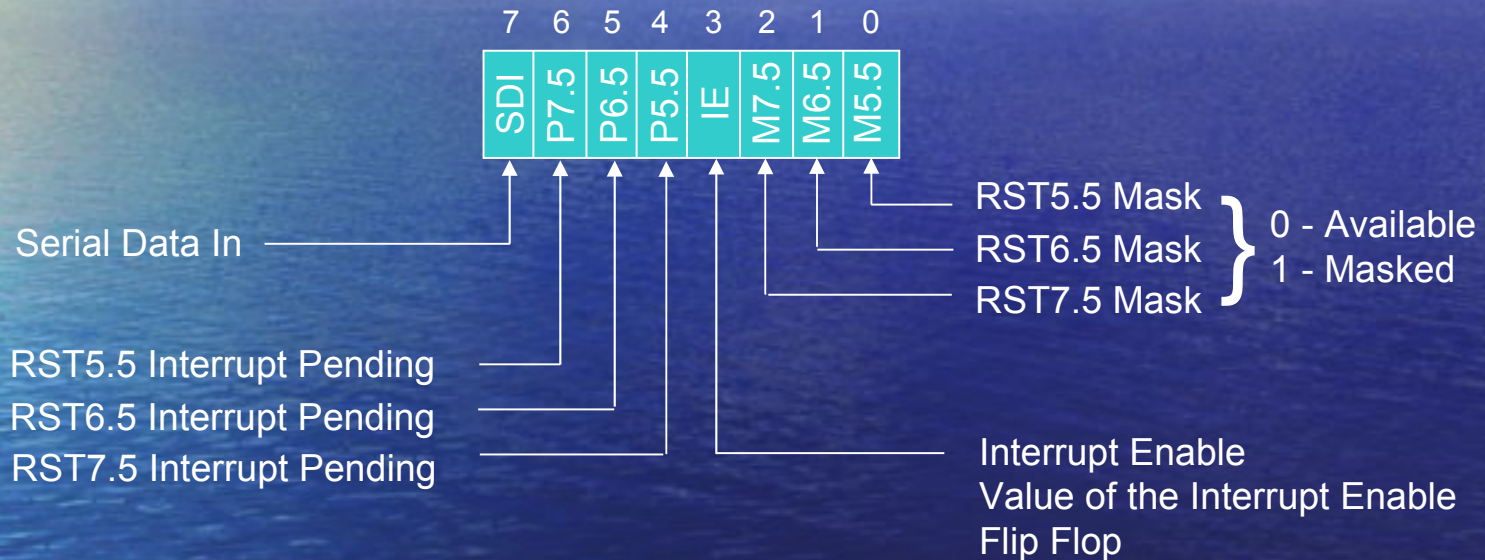 7 6 5 4 3 2 1 0
SDI P7.5 P6.5 P5.5 IE M7.5 M6.5 M5.5
Serial Data In
RST5.5 Interrupt Pending
RST6.5 Interrupt Pending
RST7.5 Interrupt Pending
RST5.5 Mask
RST6.5 Mask
RST7.5 Mask
}
0 - Available
1 - Masked
Interrupt Enable
Value of the Interrupt Enable
Flip Flop